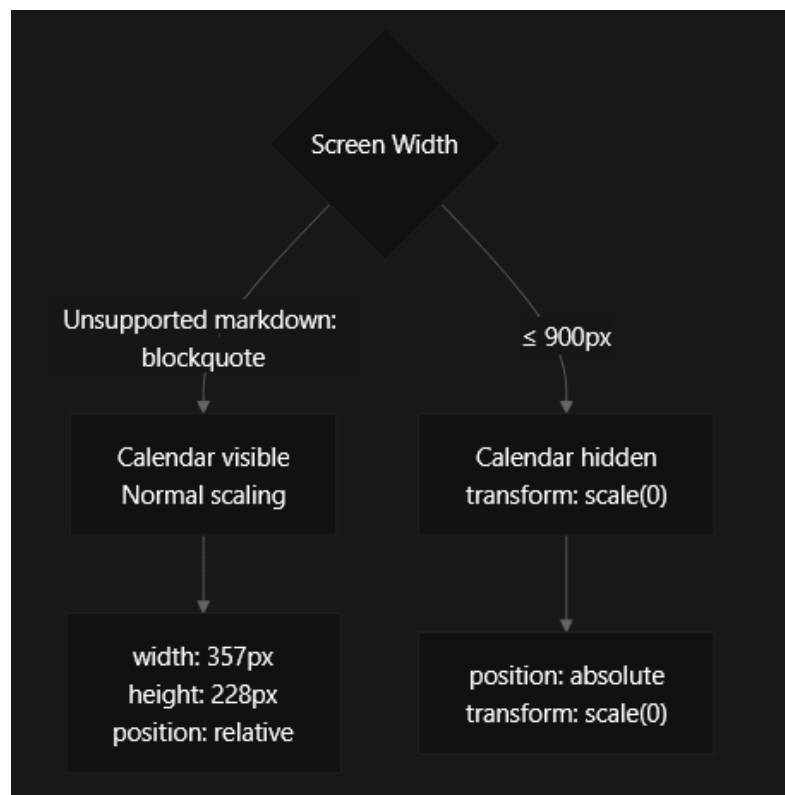 Screen Width
Unsupported markdown:
blockquote
≤ 900px
Calendar visible
Normal scaling
Calendar hidden
transform: scale(0)
width: 357px
height: 228px
position: relative
position: absolute
transform: scale(0)